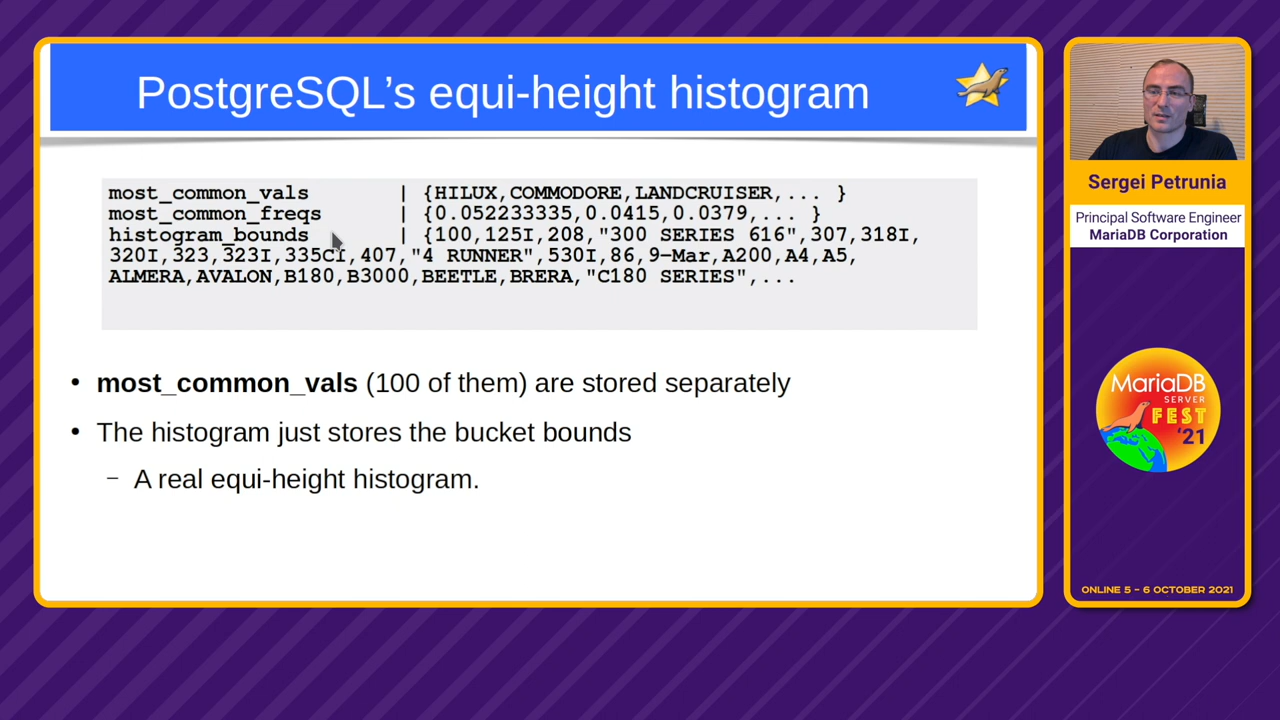 PostgreSQL’s equi-height histogram
most_common_vals | {HILUX,COMMODORE,LANDCRUISER,... }
most_common_freqs | {0.052233335,0.0415,0.0379,... }
histogram_bounds | {100,125I,208,"300 SERIES 616",307,318I,
320I,323,323I,335CI,407,"4 RUNNER",530I,86,9-Mar,A200,A4,A5,
ALMERA,AVALON,B180,B3000,BEETLE,BRERA,"C180 SERIES",...
• most_common_vals (100 of them) are stored separately
• The histogram just stores the bucket bounds
– A real equi-height histogram.
Sergei Petrunia
Principal Software Engineer
MariaDB Corporation
MariaDB
SERVER
FEST
‘21
ONLINE 5 – 6 OCTOBER 2021